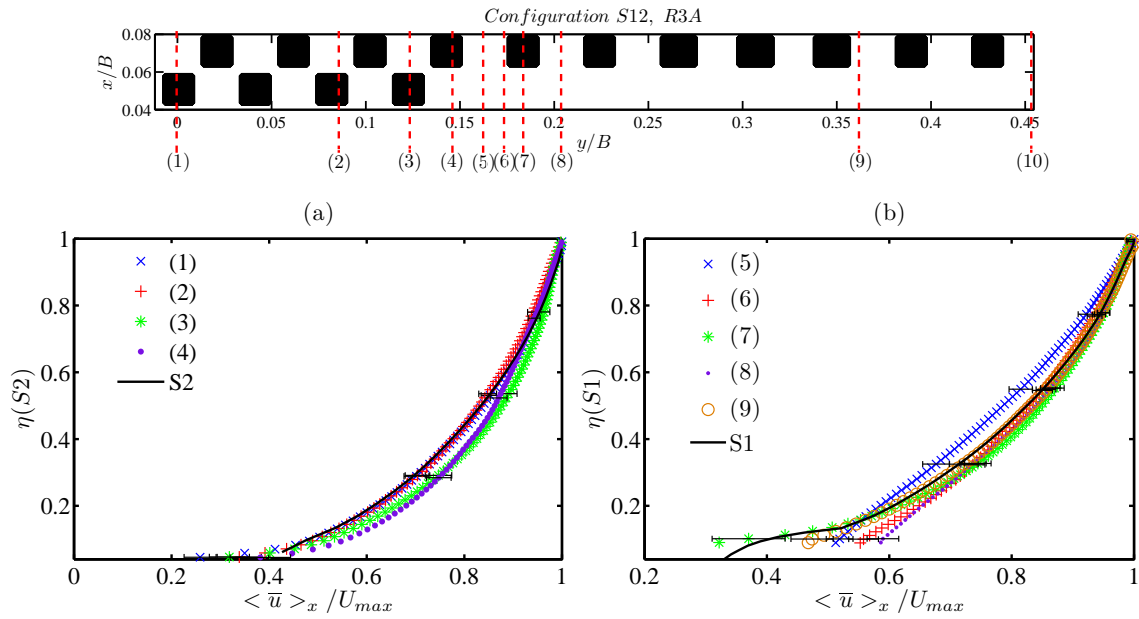 Configuration S12, R3A
0.08
0.06
0.04
x/B
0 0.05 0.1 0.15 0.2 0.25 0.3 0.35 0.4 0.45
y/B
(1) (2) (3) (4) (5) (6) (7) (8) (9) (10)
(a)
1
0.8
0.6
0.4
0.2
η(S2)
(1)
(2)
(3)
(4)
S2
0 0.2 0.4 0.6 0.8 1
< u̅ >ₓ /Uₘₐₓ
(b)
1
0.8
0.6
0.4
0.2
η(S1)
(5)
(6)
(7)
(8)
(9)
S1
0.2 0.4 0.6 0.8 1
< u̅ >ₓ /Uₘₐₓ